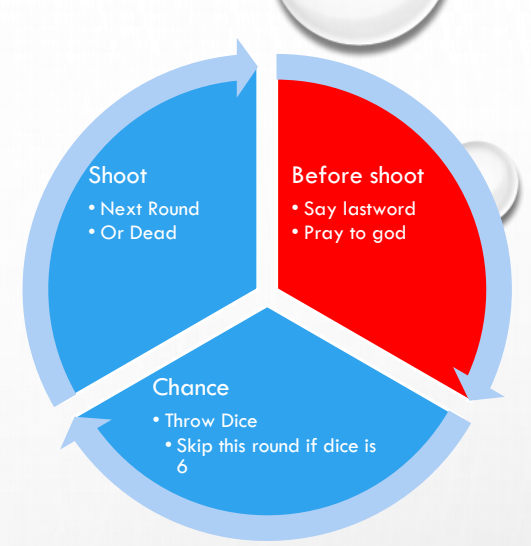 Shoot
• Next Round
• Or Dead
Before shoot
• Say lastword
• Pray to god
Chance
• Throw Dice
• Skip this round if dice is
6